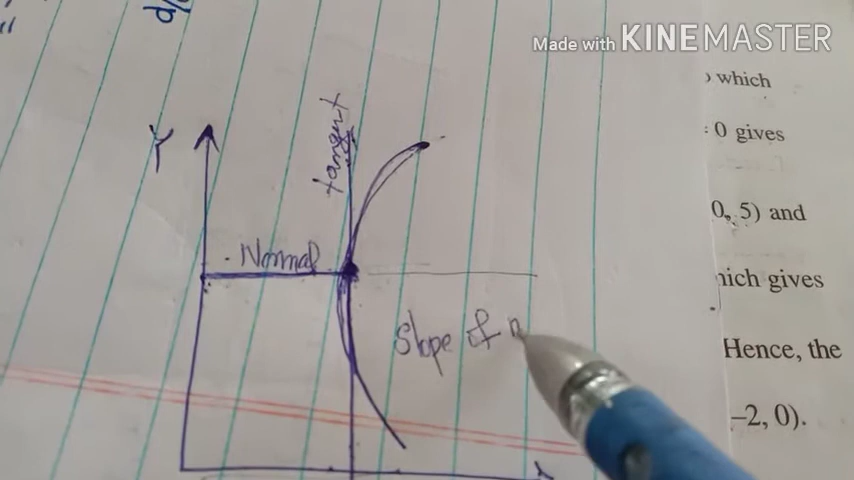 Made with KINEMASTER
Y
tangent
Normal
Slope of n
which
0 gives
0, 5) and
hich gives
Hence, the
–2, 0).